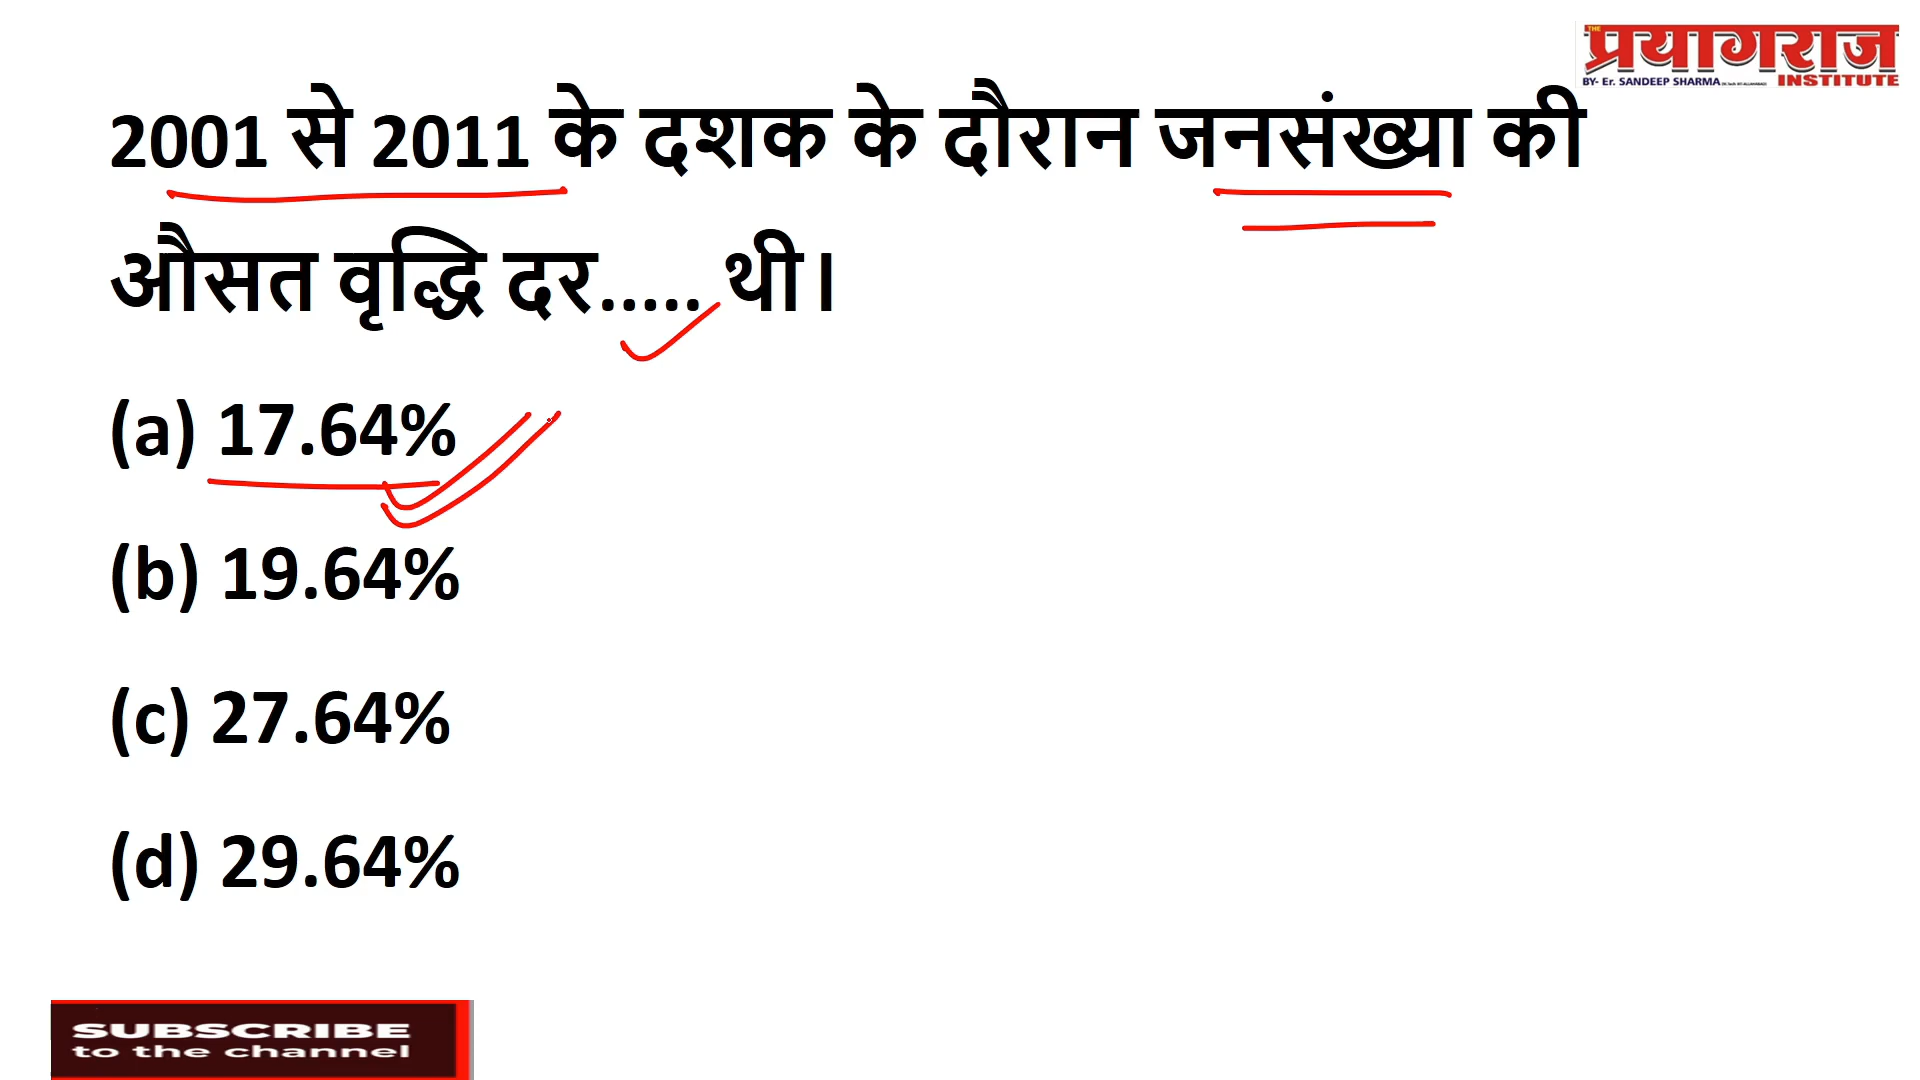 THE
प्रयागराज
BY- Er. SANDEEP SHARMA
INSTITUTE
2001 से 2011 के दशक के दौरान जनसंख्या की
औसत वृद्धि दर..... थी।
(a) 17.64%
(b) 19.64%
(c) 27.64%
(d) 29.64%
SUBSCRIBE
to the channel